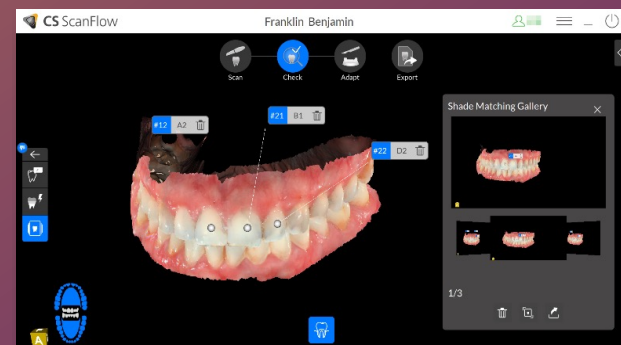 CS ScanFlow
Franklin Benjamin
Scan
Check
Adapt
Export
#12 A2
#21 B1
#22 D2
Shade Matching Gallery
1/3
A